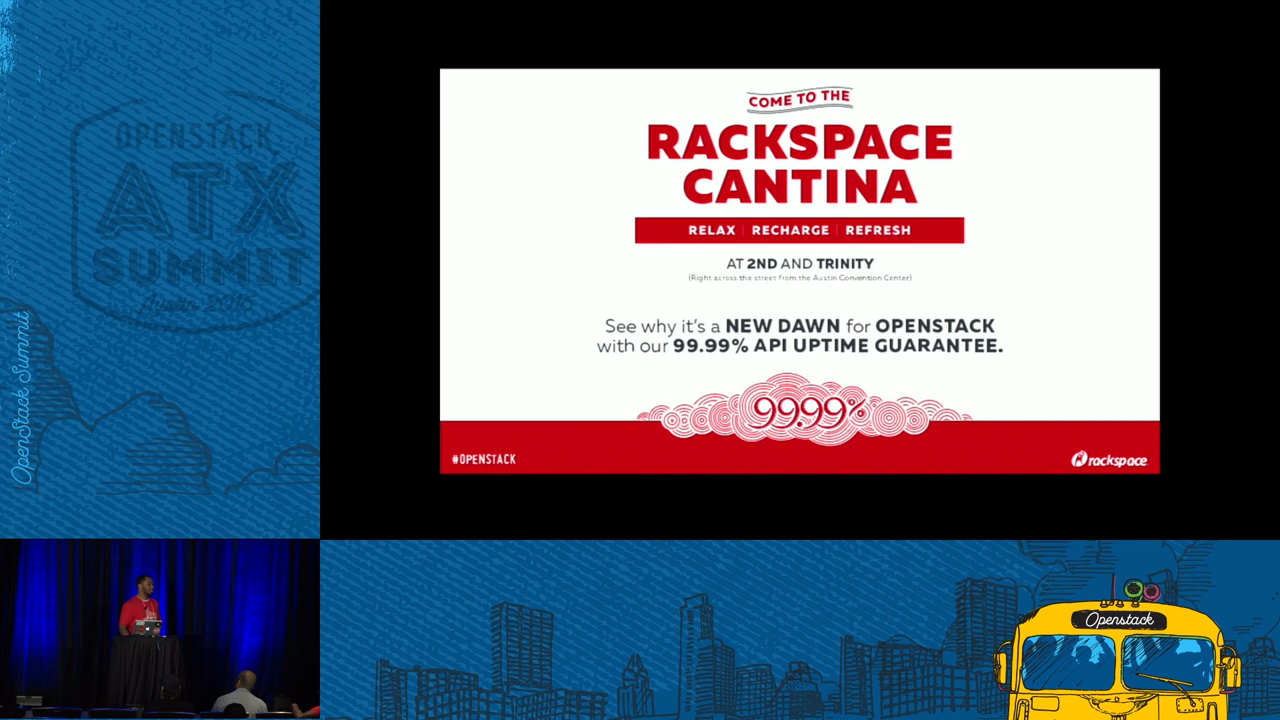 OPENSTACK
ATX
SUMMIT
OpenStack Summit
COME TO THE
RACKSPACE
CANTINA
RELAX | RECHARGE | REFRESH
AT 2ND AND TRINITY
(Right across the street from the Austin Convention Center)
See why it's a NEW DAWN for OPENSTACK
with our 99.99% API UPTIME GUARANTEE.
99.99%
#OPENSTACK
rackspace
Openstack